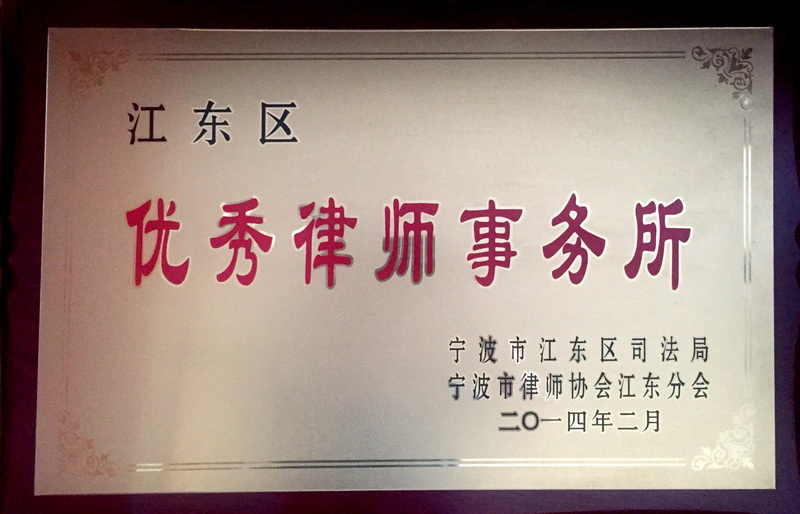 江东区
优秀律师事务所
宁波市江东区司法局
宁波市律师协会江东分会
二〇一四年二月